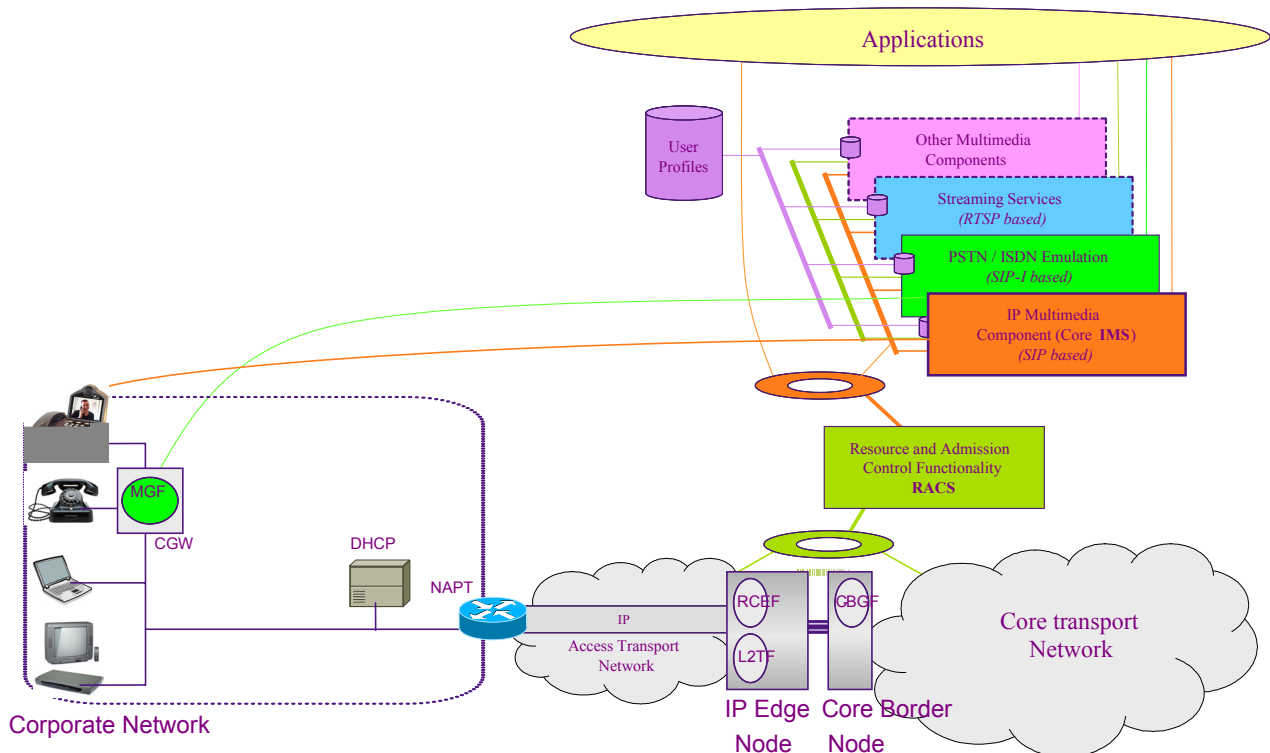 Applications
User
Profiles
Other Multimedia
Components
Streaming Services
(RTSP based)
PSTN / ISDN Emulation
(SIP-I based)
IP Multimedia
Component (Core IMS)
(SIP based)
Resource and Admission
Control Functionality
RACS
MGF
CGW
DHCP
NAPT
IP
Access Transport
Network
RCEF
L2TF
CBGF
Core transport
Network
IP Edge
Node
Core Border
Node
Corporate Network